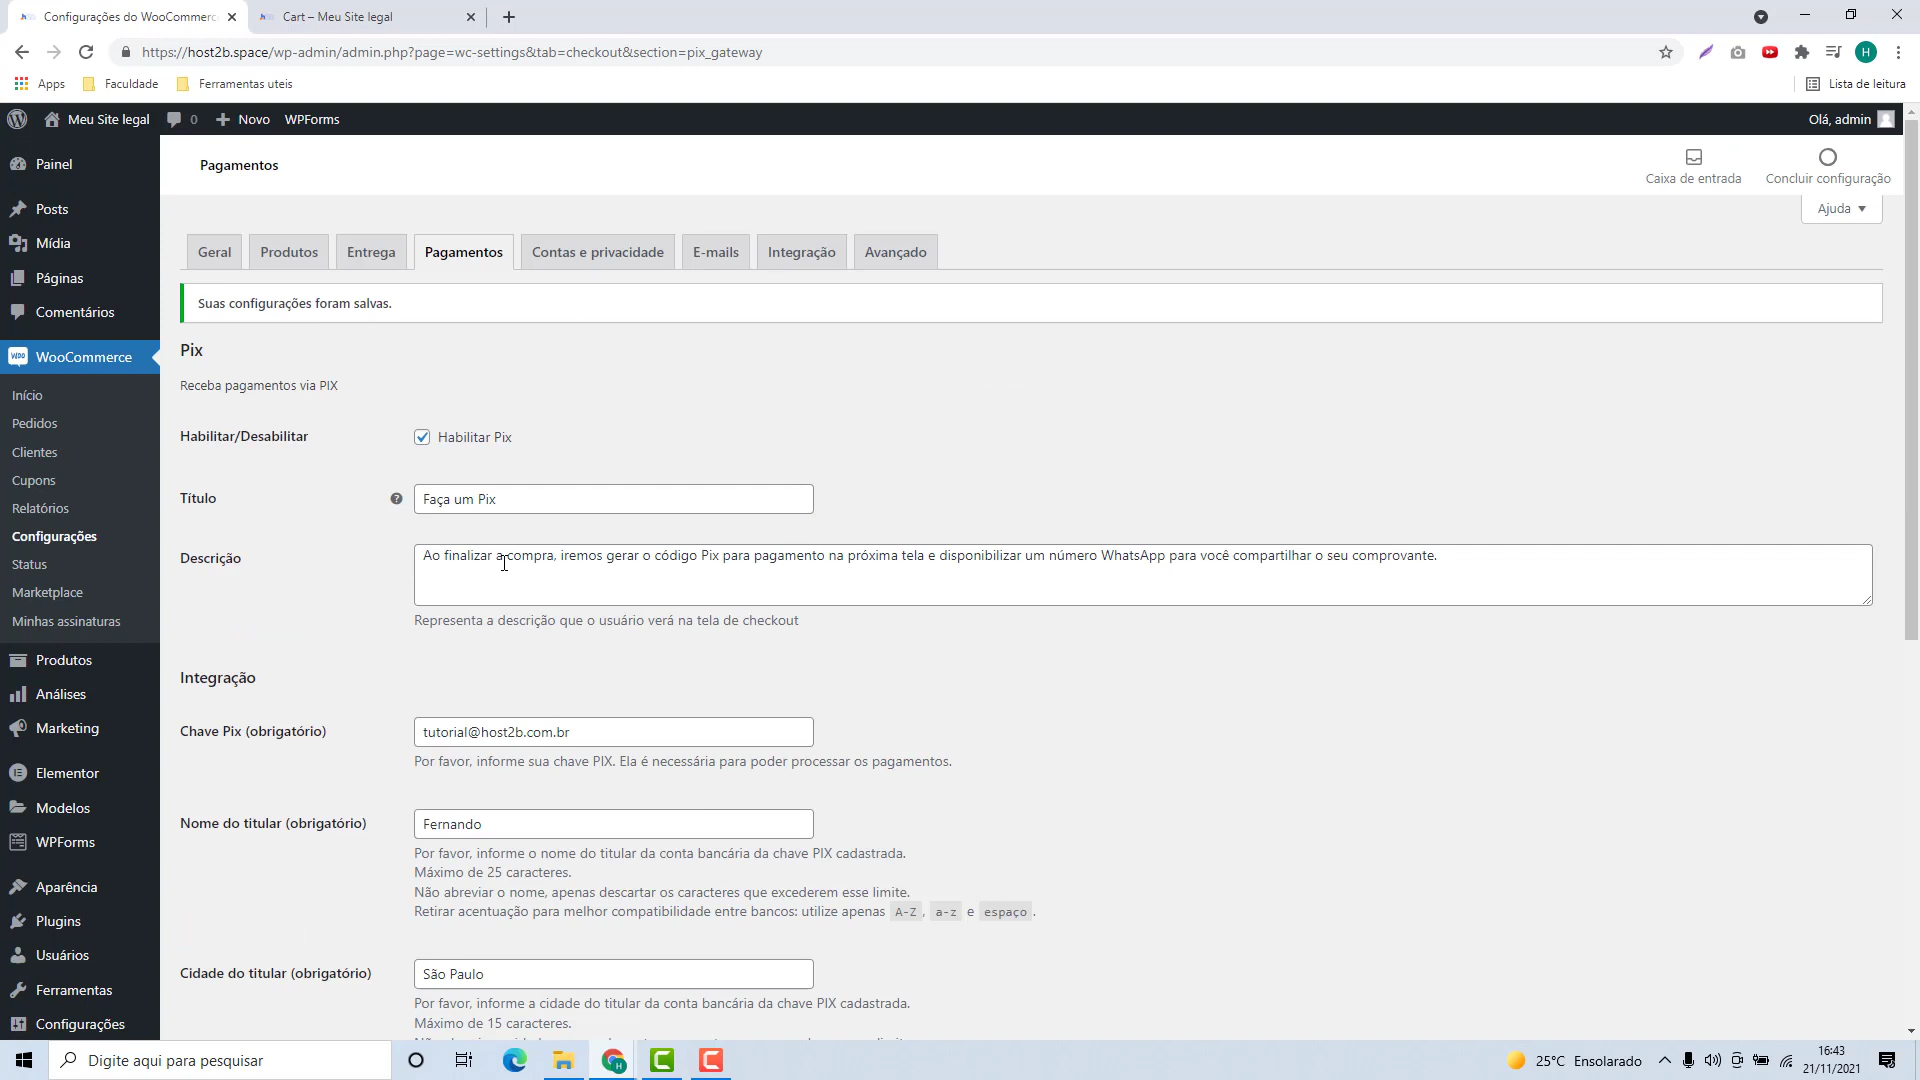 Configurações do WooCommerc
Cart – Meu Site legal
https://host2b.space/wp-admin/admin.php?page=wc-settings&tab=checkout&section=pix_gateway
H
Apps
Faculdade
Ferramentas uteis
Lista de leitura
Meu Site legal
0
Novo
WPForms
Olá, admin
Painel
Posts
Mídia
Páginas
Comentários
WooCommerce
Início
Pedidos
Clientes
Cupons
Relatórios
Configurações
Status
Marketplace
Minhas assinaturas
Produtos
Análises
Marketing
Elementor
Modelos
WPForms
Aparência
Plugins
Usuários
Ferramentas
Configurações
Pagamentos
Caixa de entrada
Concluir configuração
Ajuda
Geral
Produtos
Entrega
Pagamentos
Contas e privacidade
E-mails
Integração
Avançado
Suas configurações foram salvas.
Pix
Receba pagamentos via PIX
Habilitar/Desabilitar
Habilitar Pix
Título
Faça um Pix
Descrição
Ao finalizar a compra, iremos gerar o código Pix para pagamento na próxima tela e disponibilizar um número WhatsApp para você compartilhar o seu comprovante.
Representa a descrição que o usuário verá na tela de checkout
Integração
Chave Pix (obrigatório)
tutorial@host2b.com.br
Por favor, informe sua chave PIX. Ela é necessária para poder processar os pagamentos.
Nome do titular (obrigatório)
Fernando
Por favor, informe o nome do titular da conta bancária da chave PIX cadastrada.
Máximo de 25 caracteres.
Não abreviar o nome, apenas descartar os caracteres que excederem esse limite.
Retirar acentuação para melhor compatibilidade entre bancos: utilize apenas A-Z, a-z e espaço.
Cidade do titular (obrigatório)
São Paulo
Por favor, informe a cidade do titular da conta bancária da chave PIX cadastrada.
Máximo de 15 caracteres.
Digite aqui para pesquisar
25°C Ensolarado
16:43
21/11/2021